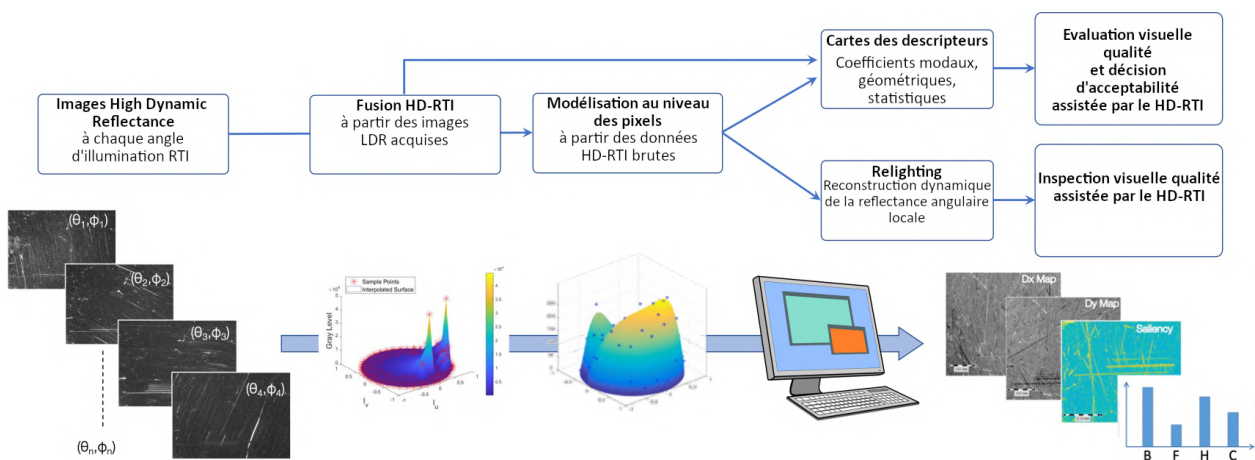 Images High Dynamic
Reflectance
à chaque angle
d'illumination RTI
Fusion HD-RTI
à partir des images
LDR acquises
Modélisation au niveau
des pixels
à partir des données
HD-RTI brutes
Cartes des descripteurs
Coefficients modaux,
géométriques,
statistiques
Evaluation visuelle
qualité
et décision
d'acceptabilité
assistée par le HD-RTI
Relighting
Reconstruction dynamique
de la reflectance angulaire
locale
Inspection visuelle qualité
assistée par le HD-RTI
(θ₁,ϕ₁)
(θ₂,ϕ₂)
(θ₃,ϕ₃)
(θ₄,ϕ₄)
(θₙ,ϕₙ)
Sample Points
Interpolated Surface
Gray Level
lᵥ
lᵤ
Dx Map
Dy Map
Saliency
B F H C